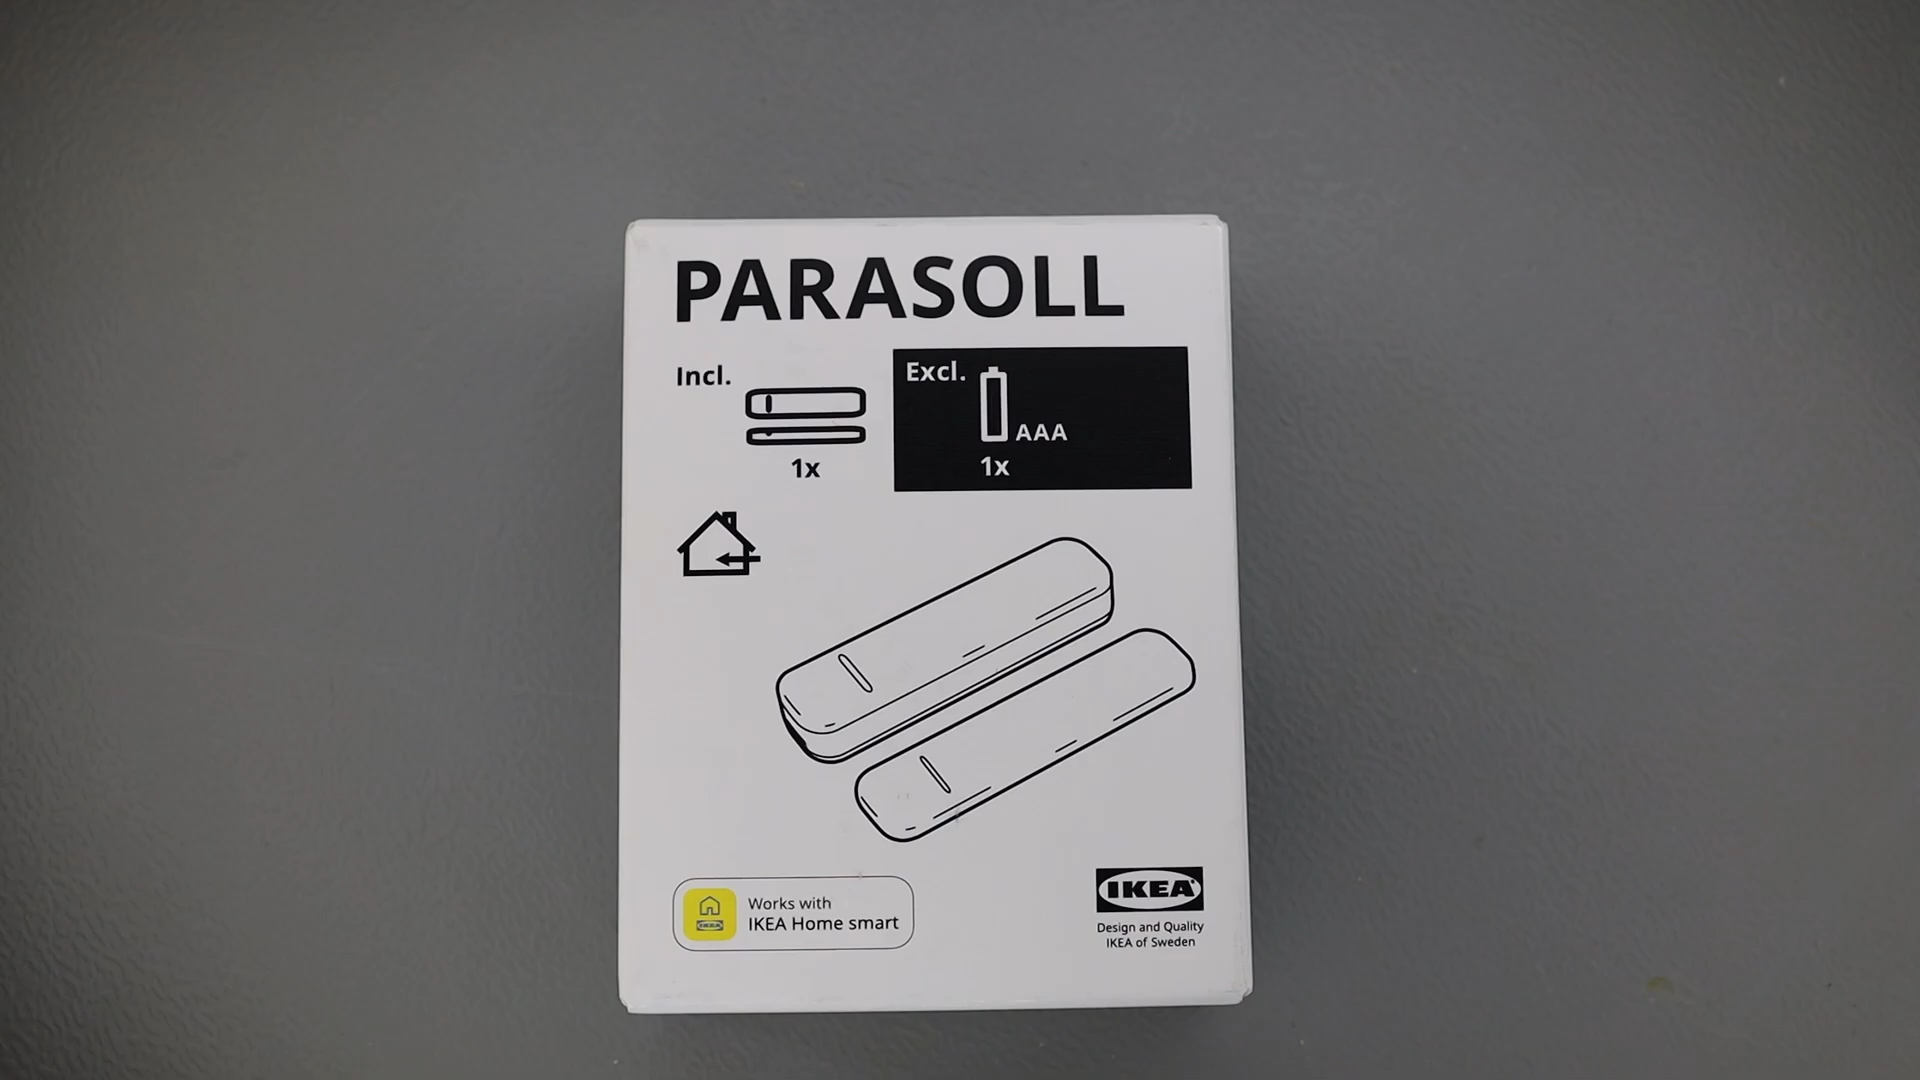 PARASOLL
Incl.
1x
Excl.
AAA
1x
Works with
IKEA Home smart
IKEA
Design and Quality
IKEA of Sweden